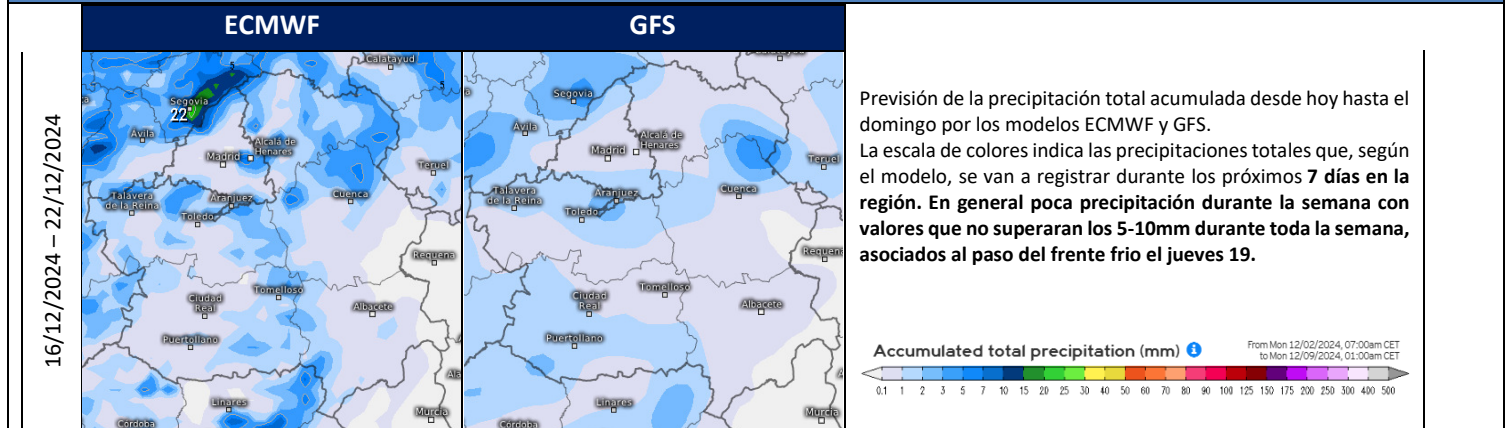 ECMWF
GFS
16/12/2024 – 22/12/2024
Calatayud
5
5
Segovia
22
Ávila
Alcalá de
Henares
Madrid
Teruel
Talavera
de la Reina
Aranjuez
Cuenca
Toledo
Requena
Ciudad
Real
Tomelloso
Albacete
Puertollano
Linares
Murcia
Córdoba
Segovia
Ávila
Alcalá de
Henares
Madrid
Teruel
Talavera
de la Reina
Aranjuez
Cuenca
Toledo
Ciudad
Real
Tomelloso
Albacete
Puertollano
Linares
Murcia
Córdoba
Previsión de la precipitación total acumulada desde hoy hasta el
domingo por los modelos ECMWF y GFS.
La escala de colores indica las precipitaciones totales que, según
el modelo, se van a registrar durante los próximos 7 días en la
región. En general poca precipitación durante la semana con
valores que no superaran los 5-10mm durante toda la semana,
asociados al paso del frente frio el jueves 19.
Accumulated total precipitation (mm) i
From Mon 12/02/2024, 07:00am CET
to Mon 12/09/2024, 01:00am CET
0.1 1 2 3 5 7 10 15 20 25 30 40 50 60 70 80 90 100 125 150 175 200 250 300 400 500